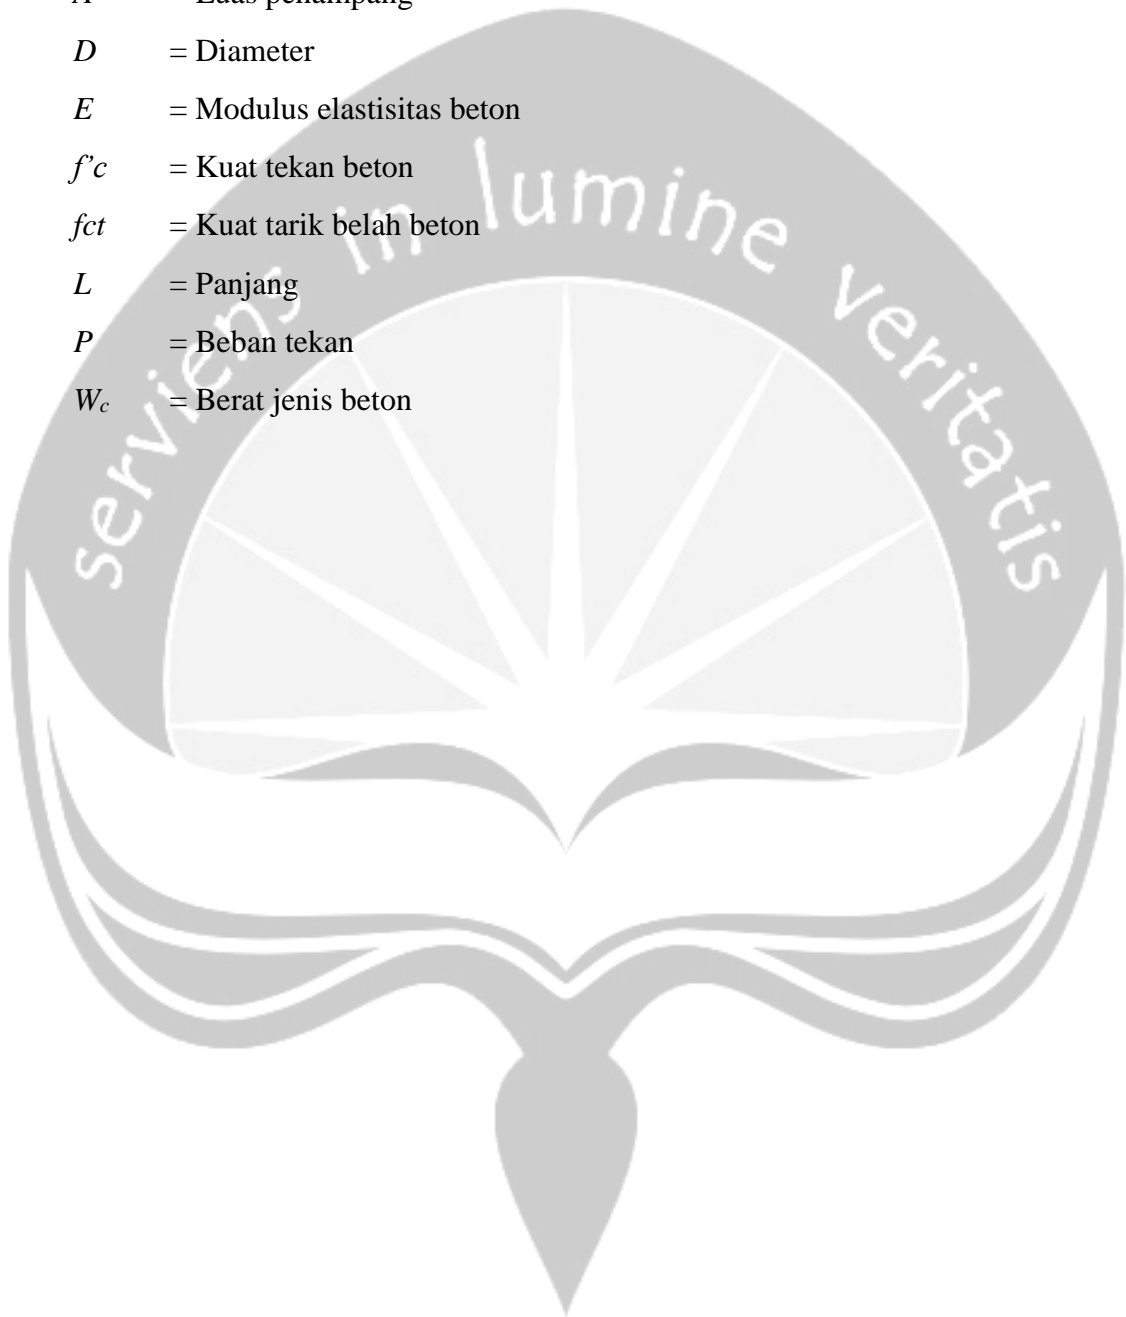 D = Diameter
E = Modulus elastisitas beton
f’c = Kuat tekan beton
fct = Kuat tarik belah beton
L = Panjang
P = Beban tekan
Wc = Berat jenis beton
serviens in lumine veritatis